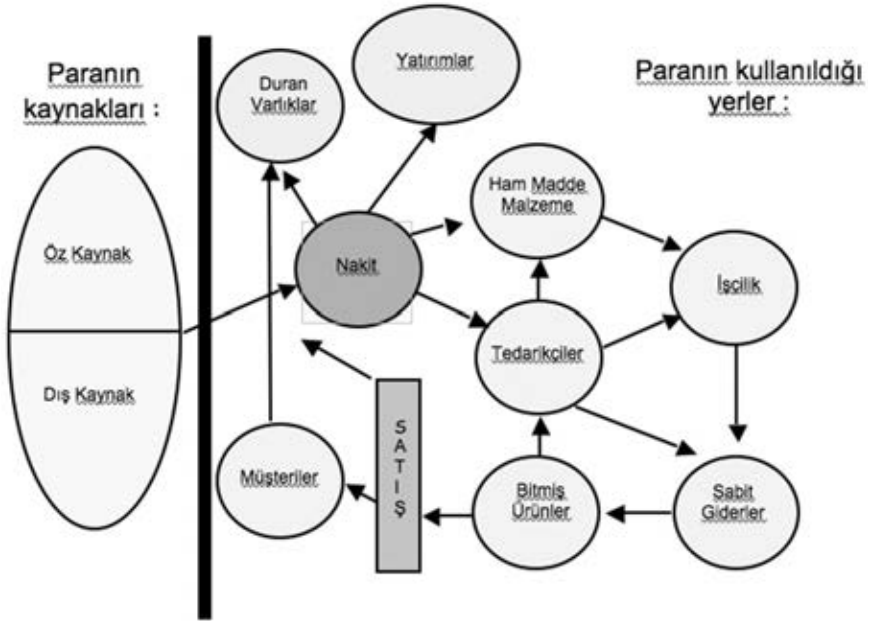 Paranın
kaynakları :
Öz Kaynak
Dış Kaynak
Duran
Varlıklar
Yatırımlar
Paranın kullanıldığı
yerler :
Ham Madde
Malzeme
Nakit
İşçilik
Tedarikçiler
SATIŞ
Müşteriler
Bitmiş
Ürünler
Sabit
Giderler